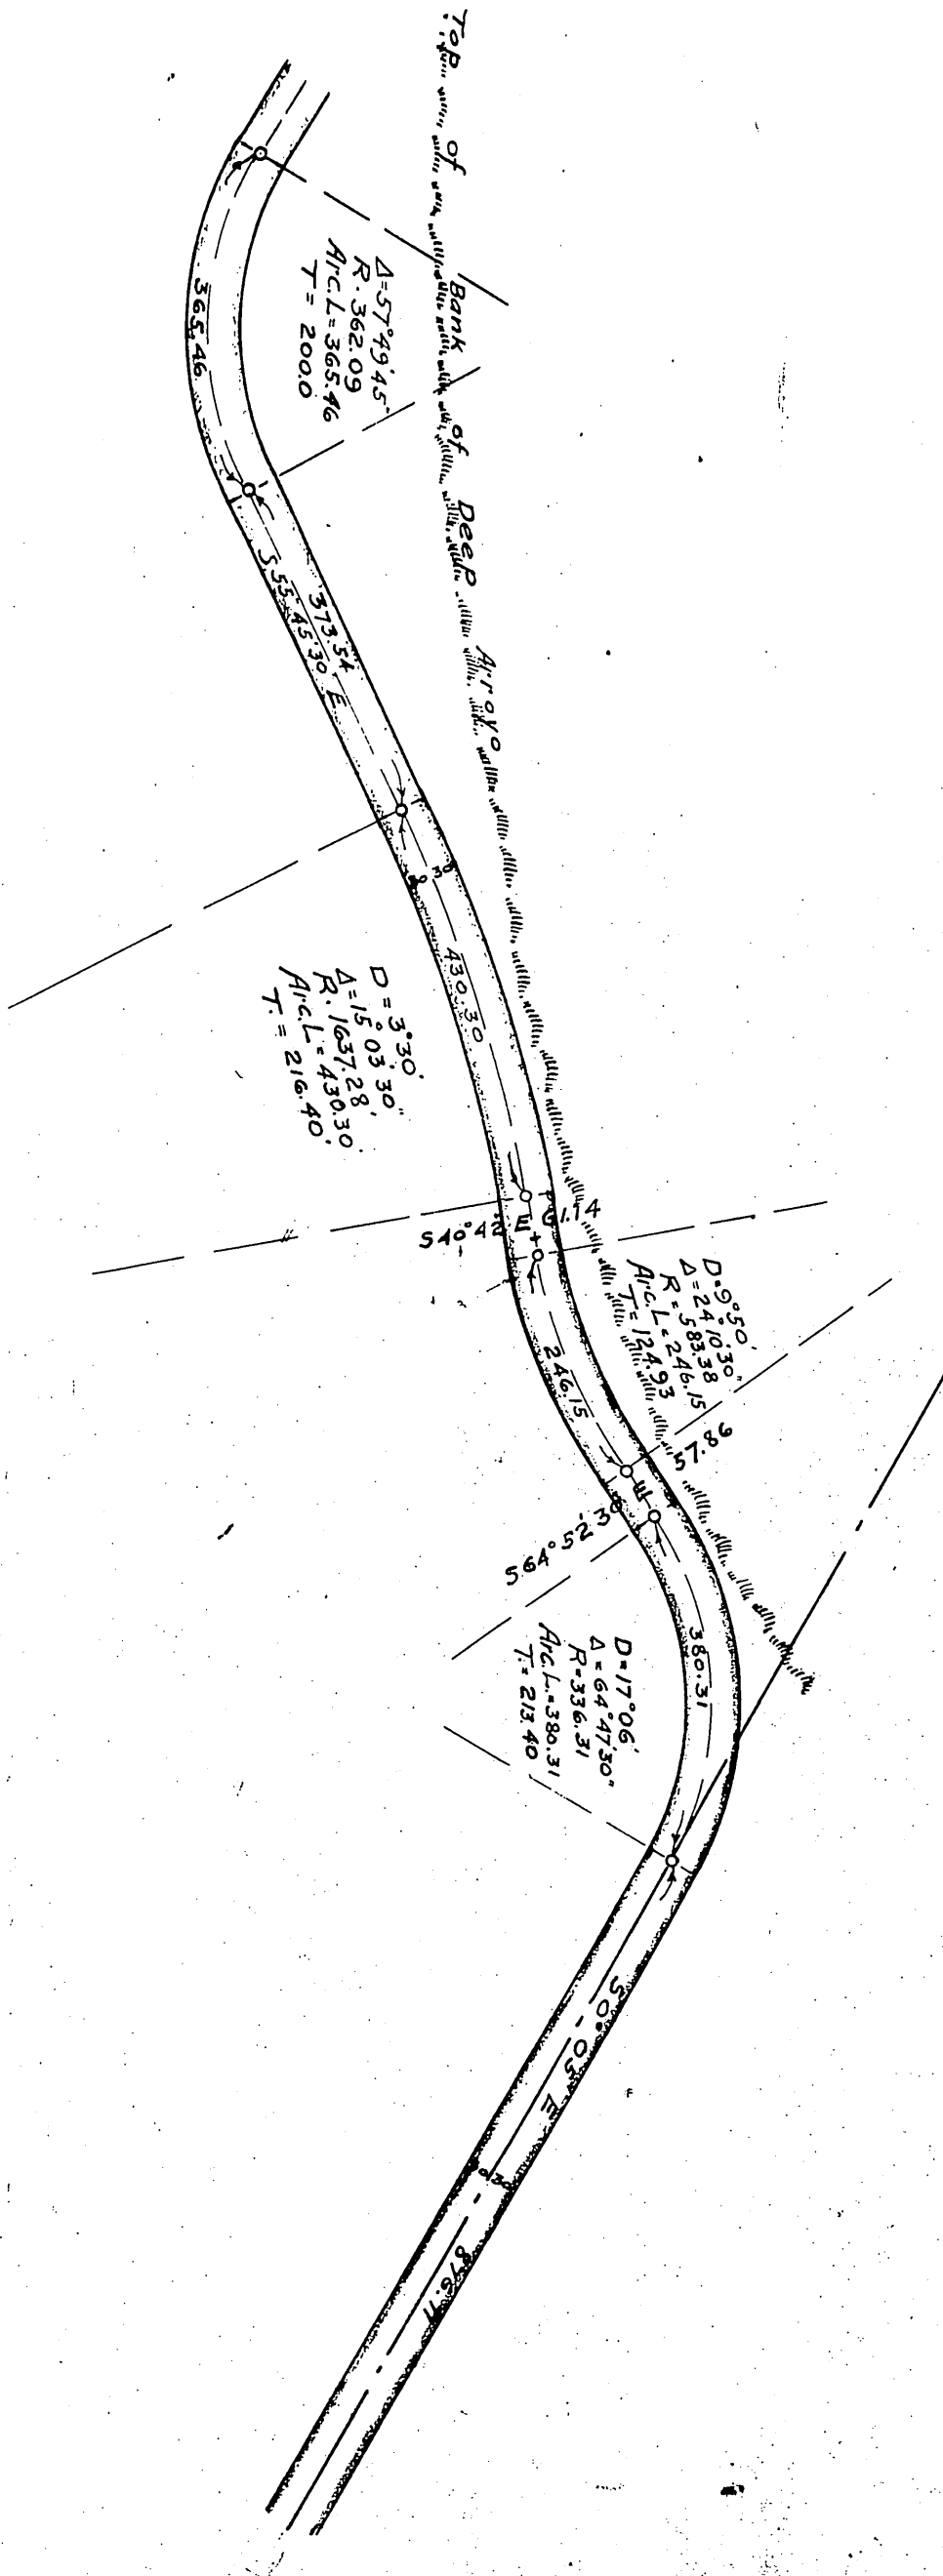 Top of Bank of Deep Arroyo
Δ=57°49'45"
R. 362.09
Arc.L=365.46
T = 200.0
365.46
373.54
S 55° 45' 30 E
30
430.30
D = 3°30'
Δ=15°03'30"
R. 1637.28'
Arc.L = 430.30'
T. = 216.40'
S 40° 42' E
61.14
D=9°50'
Δ=24°10'30"
R = 583.38
Arc.L=246.15
T=124.93
246.15
57.86
S 64° 52' 30 E
380.31
D=17°06'
Δ=64°47'30"
R=336.31
Arc.L.=380.31
T.=213.40
S 0° - 05' E
30